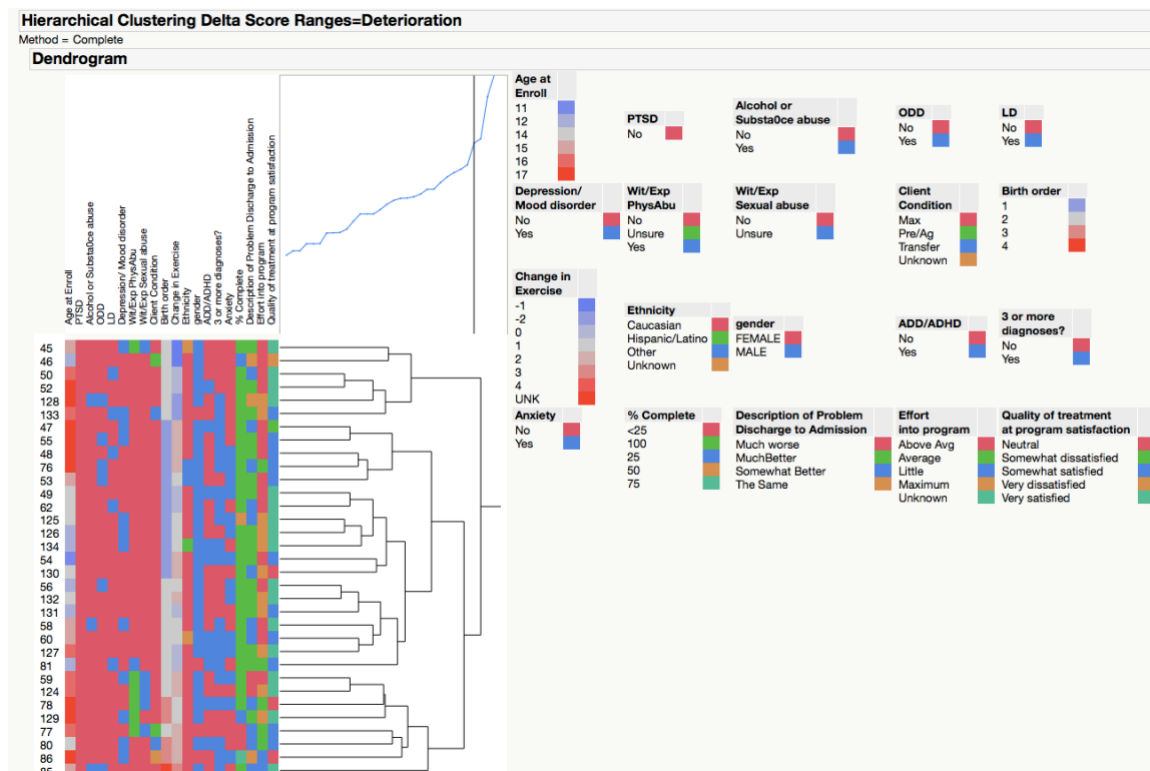 Hierarchical Clustering Delta Score Ranges=Deterioration
Method = Complete
Dendrogram
Age at Enroll
PTSD
Alcohol or Substa0ce abuse
ODD
LD
Depression/ Mood disorder
Wit/Exp PhysAbu
Wit/Exp Sexual abuse
Client Condition
Birth order
Change in Exercise
Ethnicity
gender
ADD/ADHD
3 or more diagnoses?
Anxiety
% Complete
Description of Problem Discharge to Admission
Effort into program
Quality of treatment at program satisfaction
45
46
50
52
128
133
47
55
48
76
53
49
62
125
126
134
54
130
56
132
131
58
60
127
81
59
124
78
129
77
80
86
Age at
Enroll
11
12
14
15
16
17
PTSD
No
Alcohol or
Substa0ce abuse
No
Yes
ODD
No
Yes
LD
No
Yes
Depression/
Mood disorder
No
Yes
Wit/Exp
PhysAbu
No
Unsure
Yes
Wit/Exp
Sexual abuse
No
Unsure
Client
Condition
Max
Pre/Ag
Transfer
Unknown
Birth order
1
2
3
4
Change in
Exercise
-1
-2
0
1
2
3
4
UNK
Ethnicity
Caucasian
Hispanic/Latino
Other
Unknown
gender
FEMALE
MALE
ADD/ADHD
No
Yes
3 or more
diagnoses?
No
Yes
Anxiety
No
Yes
% Complete
<25
100
25
50
75
Description of Problem
Discharge to Admission
Much worse
MuchBetter
Somewhat Better
The Same
Effort
into program
Above Avg
Average
Little
Maximum
Unknown
Quality of treatment
at program satisfaction
Neutral
Somewhat dissatisfied
Somewhat satisfied
Very dissatisfied
Very satisfied